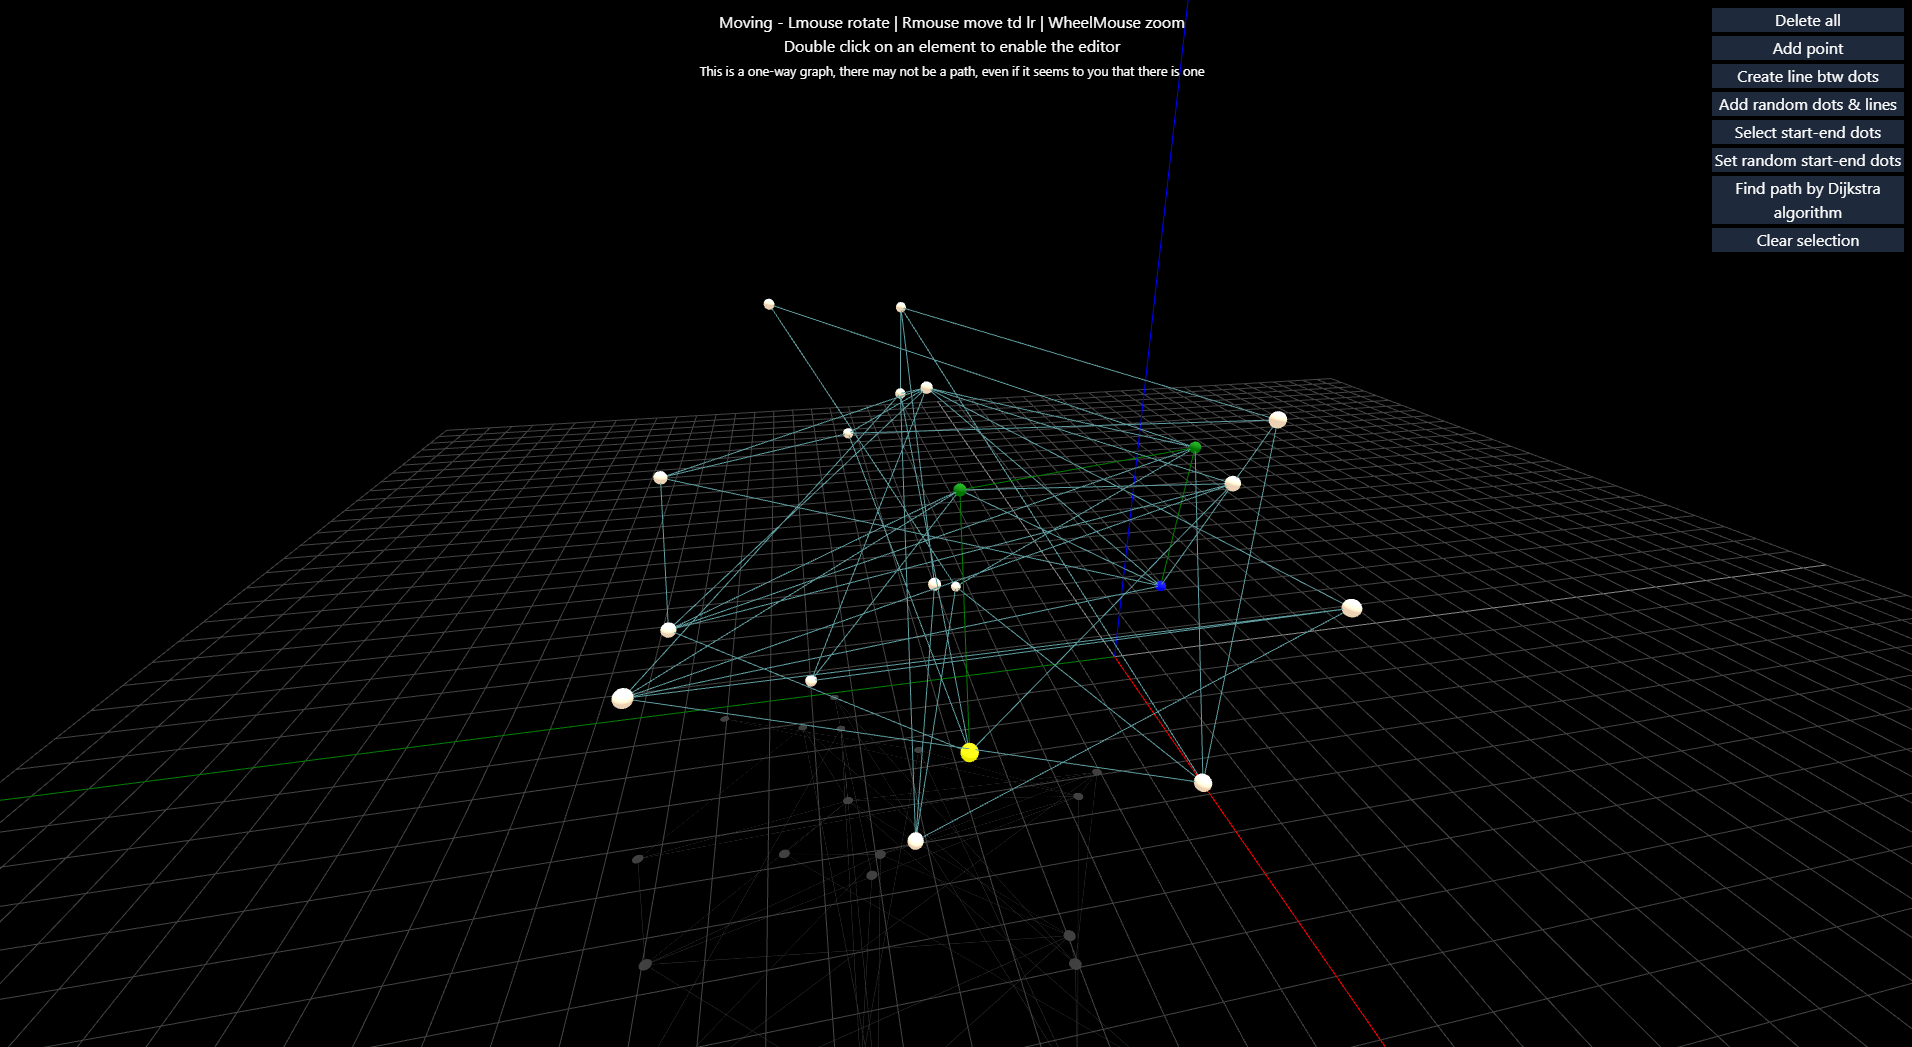 Moving - Lmouse rotate | Rmouse move td lr | WheelMouse zoom
Double click on an element to enable the editor
This is a one-way graph, there may not be a path, even if it seems to you that there is one
Delete all
Add point
Create line btw dots
Add random dots & lines
Select start-end dots
Set random start-end dots
Find path by Dijkstra
algorithm
Clear selection